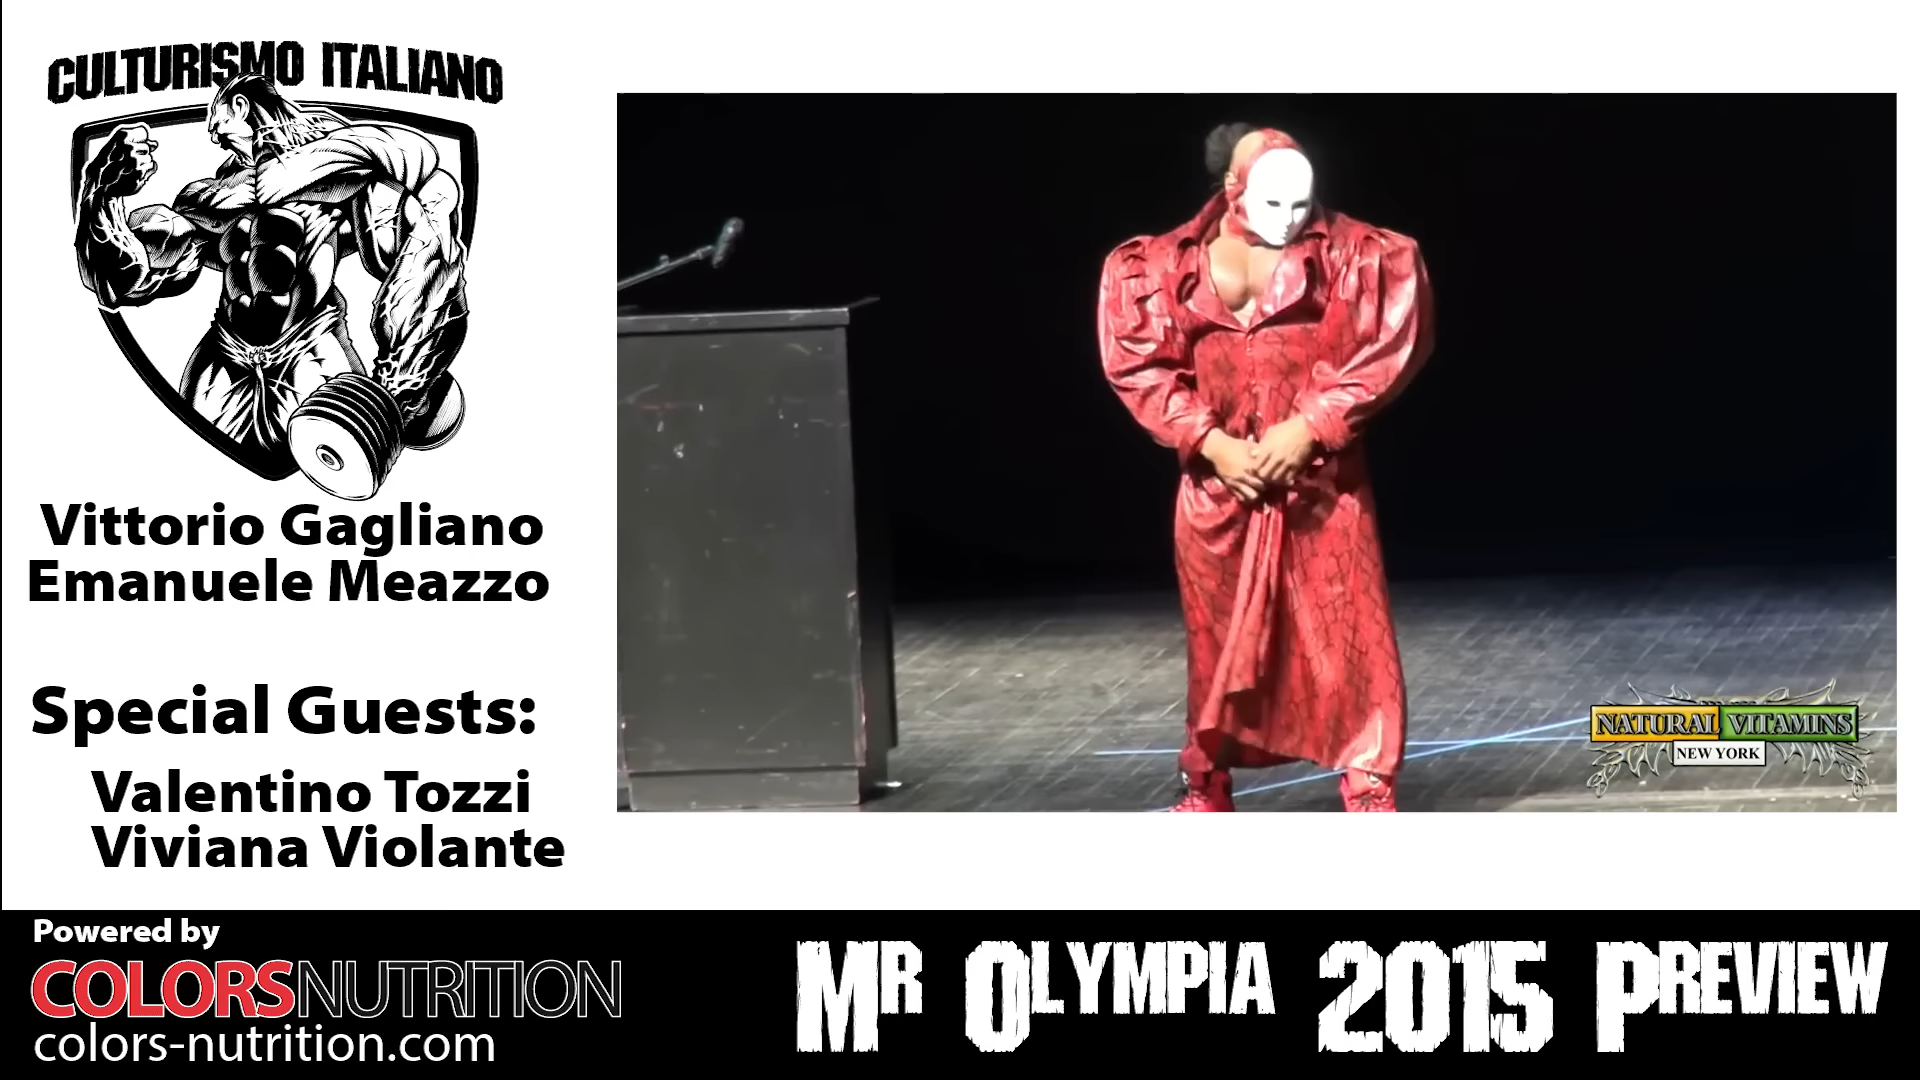 CULTURISMO ITALIANO
Vittorio Gagliano
Emanuele Meazzo
Special Guests:
Valentino Tozzi
Viviana Violante
NATURAL VITAMINS
NEW YORK
Powered by
COLORSNUTRITION
colors-nutrition.com
Mr Olympia 2015 Preview